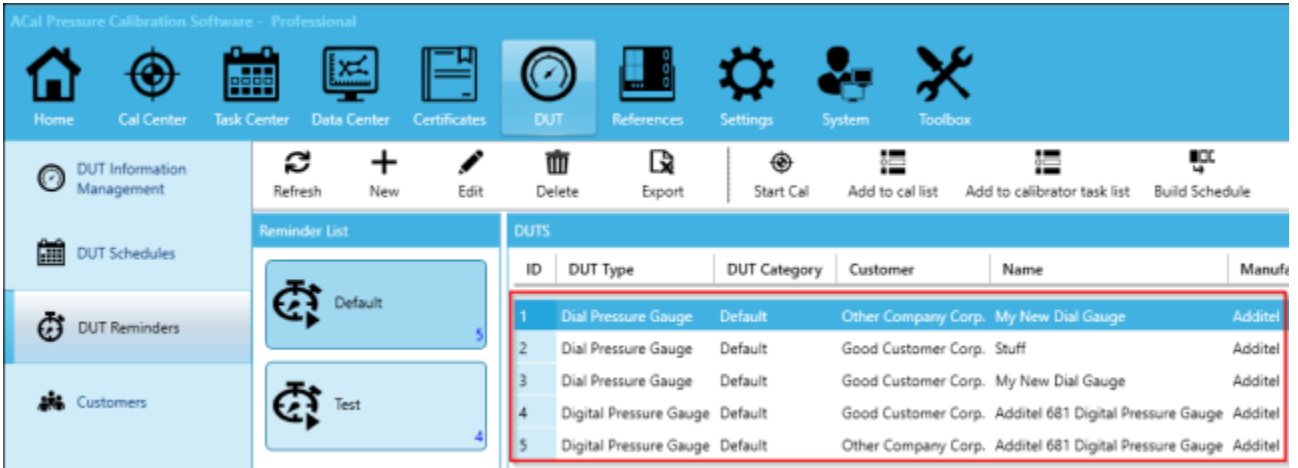 ACal Pressure Calibration Software - Professional
Home Cal Center Task Center Data Center Certificates DUT References Settings System Toolbox
DUT Information
Management
DUT Schedules
DUT Reminders
Customers
Refresh New Edit Delete Export Start Cal Add to cal list Add to calibrator task list Build Schedule
Reminder List
Default
5
Test
4
DUTS
ID DUT Type DUT Category Customer Name Manufa
1 Dial Pressure Gauge Default Other Company Corp. My New Dial Gauge Additel
2 Dial Pressure Gauge Default Good Customer Corp. Stuff Additel
3 Dial Pressure Gauge Default Good Customer Corp. My New Dial Gauge Additel
4 Digital Pressure Gauge Default Good Customer Corp. Additel 681 Digital Pressure Gauge Additel
5 Digital Pressure Gauge Default Other Company Corp. Additel 681 Digital Pressure Gauge Additel